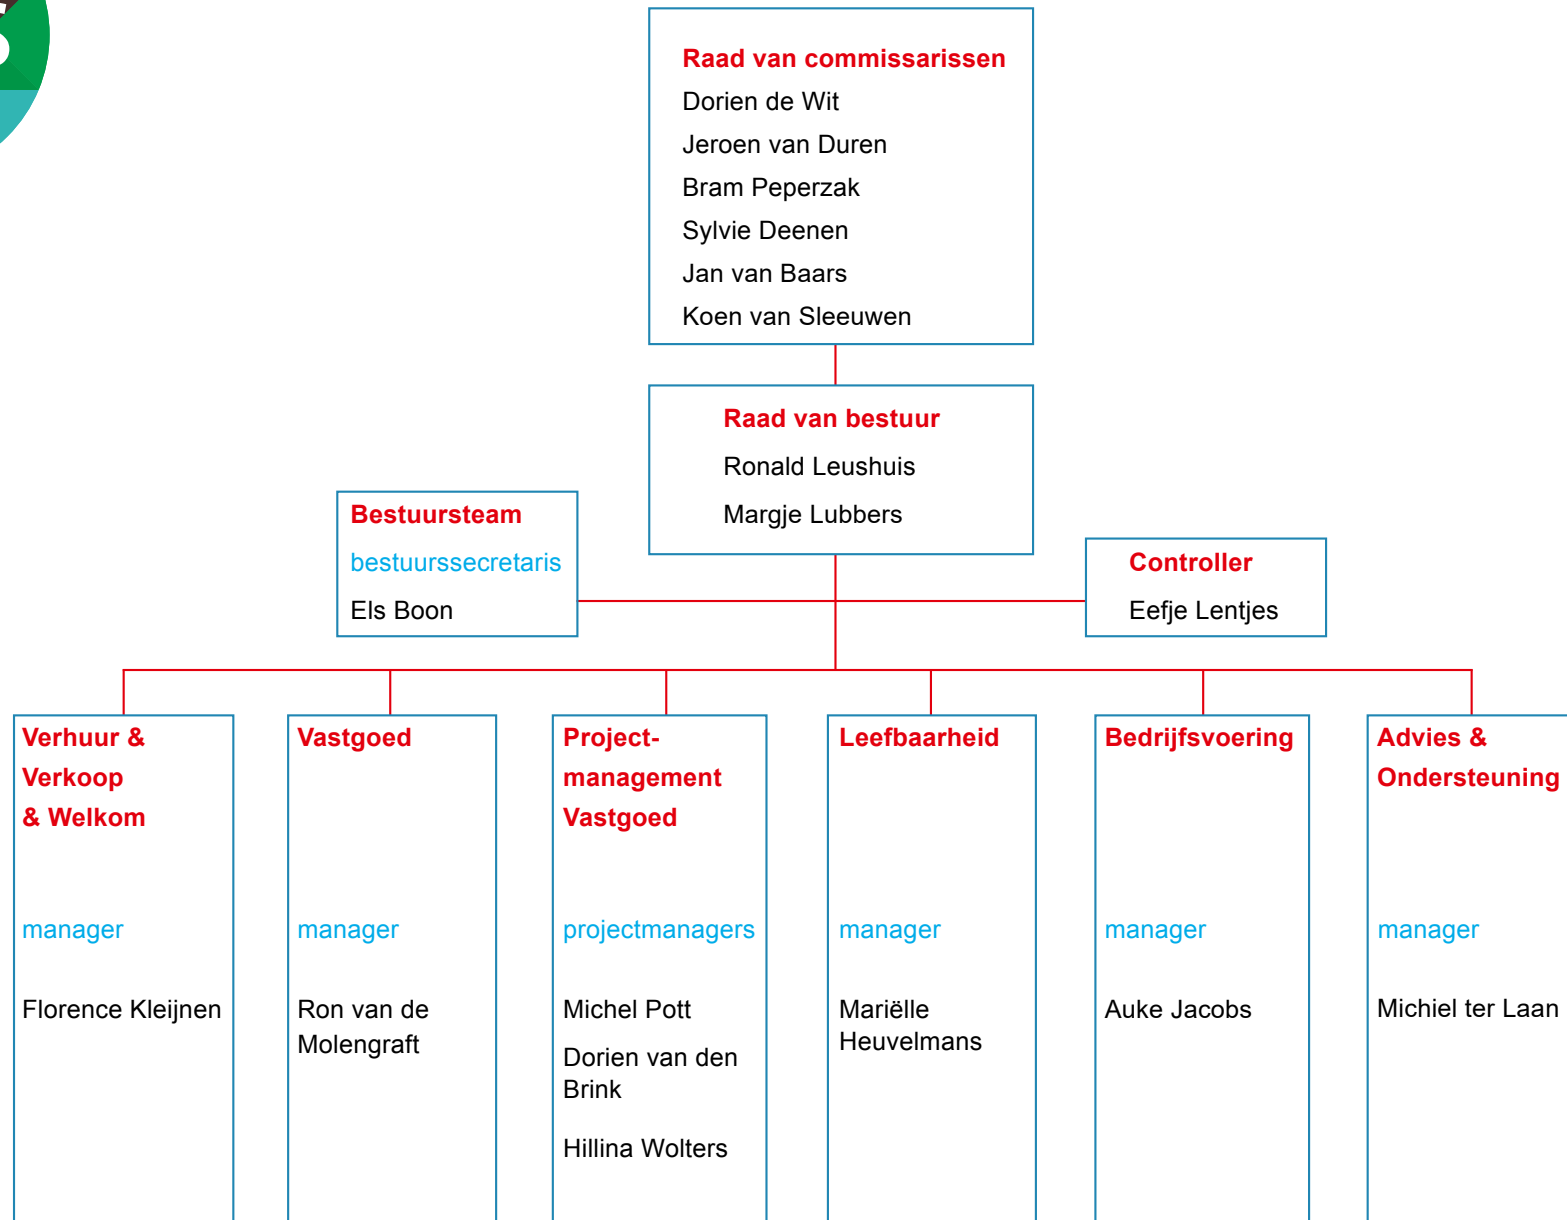 Raad van commissarissen
Dorien de Wit
Jeroen van Duren
Bram Peperzak
Sylvie Deenen
Jan van Baars
Koen van Sleeuwen
Raad van bestuur
Ronald Leushuis
Margje Lubbers
Bestuursteam
bestuurssecretaris
Els Boon
Controller
Eefje Lentjes
Verhuur &
Verkoop
& Welkom
manager
Florence Kleijnen
Vastgoed
manager
Ron van de
Molengraft
Project-
management
Vastgoed
projectmanagers
Michel Pott
Dorien van den
Brink
Hillina Wolters
Leefbaarheid
manager
Mariëlle
Heuvelmans
Bedrijfsvoering
manager
Auke Jacobs
Advies &
Ondersteuning
manager
Michiel ter Laan